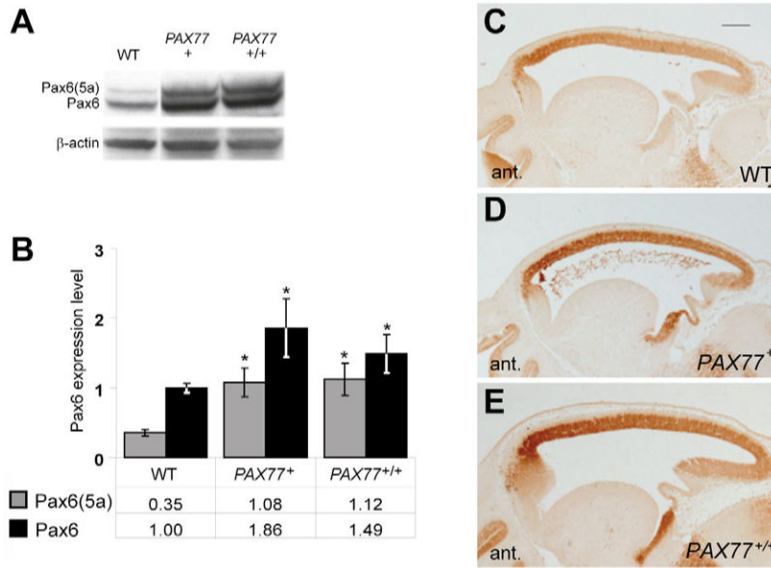 A
WT
PAX77
+
PAX77
+/+
Pax6(5a)
Pax6
β-actin
B
Pax6 expression level
3
2
1
0
*
*
*
*
WT
PAX77+
PAX77+/+
Pax6(5a)
0.35
1.08
1.12
Pax6
1.00
1.86
1.49
C
ant.
WT
D
ant.
PAX77+
E
ant.
PAX77+/+